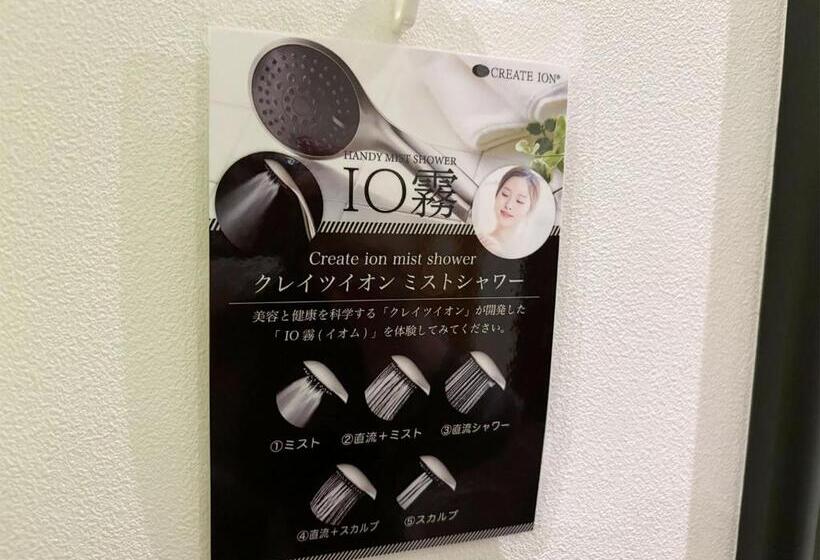 CREATE ION®
HANDY MIST SHOWER
IO霧
Create ion mist shower
クレイツイオン ミストシャワー
美容と健康を科学する「クレイツイオン」が開発した
「IO 霧 (イオム)」を体験してみてください。
①ミスト ②直流+ミスト ③直流シャワー
④直流+スカルプ ⑤スカルプ